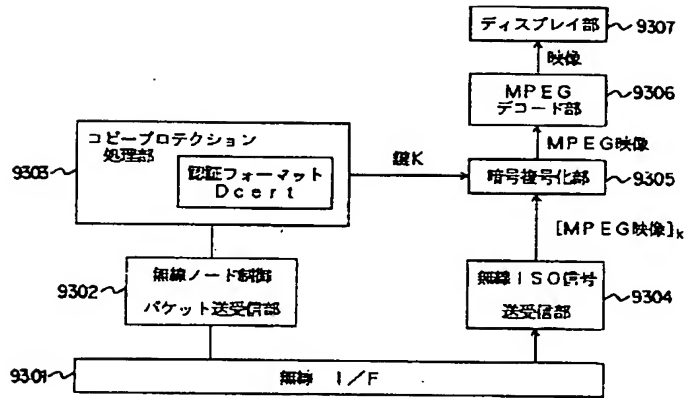 ディスプレイ部
9307
映像
MPEG
デコード部
9306
MPEG映像
コピープロテクション
処理部
認証フォーマット
Dcert
9303
鍵K
暗号復号化部
9305
[MPEG映像]k
無線ノード制御
パケット送受信部
9302
無線ISO信号
送受信部
9304
9301
無線 I/F